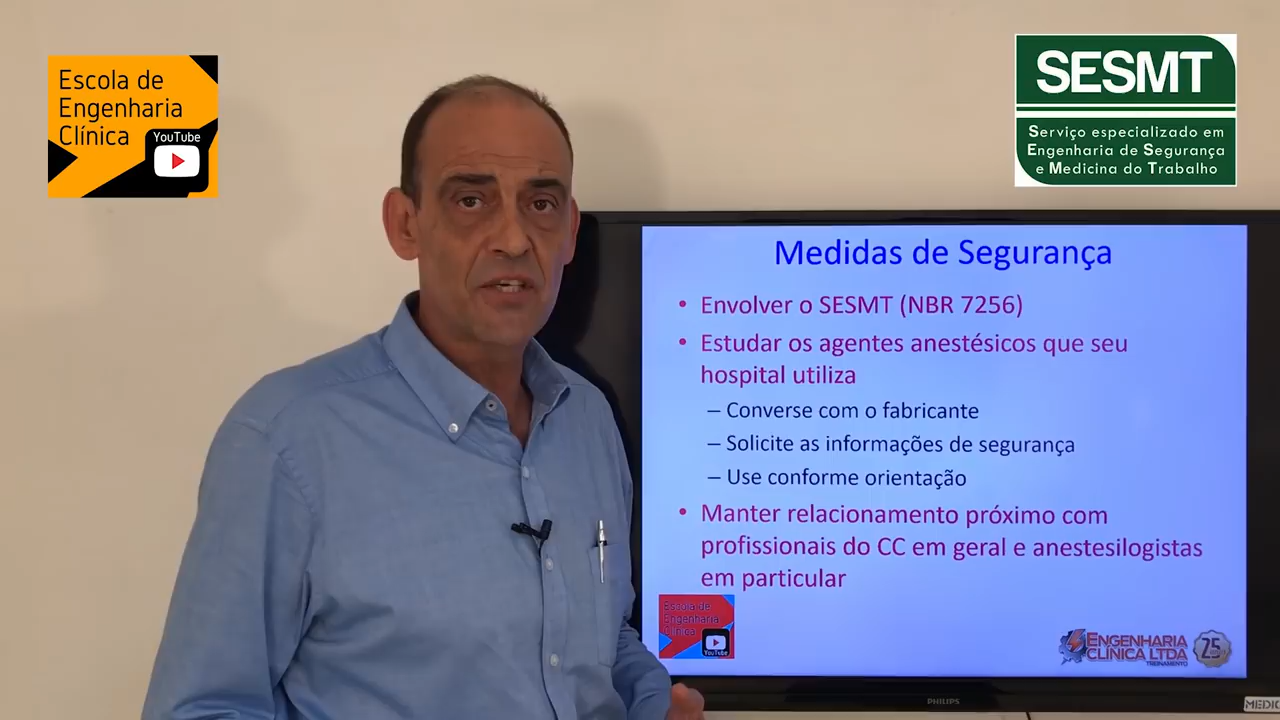 Escola de
Engenharia
Clínica
YouTube
SESMT
Serviço especializado em
Engenharia de Segurança
e Medicina do Trabalho
Medidas de Segurança
• Envolver o SESMT (NBR 7256)
• Estudar os agentes anestésicos que seu
hospital utiliza
– Converse com o fabricante
– Solicite as informações de segurança
– Use conforme orientação
• Manter relacionamento próximo com
profissionais do CC em geral e anestesilogistas
em particular
Escola de
Engenharia
Clínica
YouTube
ENGENHARIA
CLÍNICA LTDA
TREINAMENTO
25
PHILIPS
MEDIC